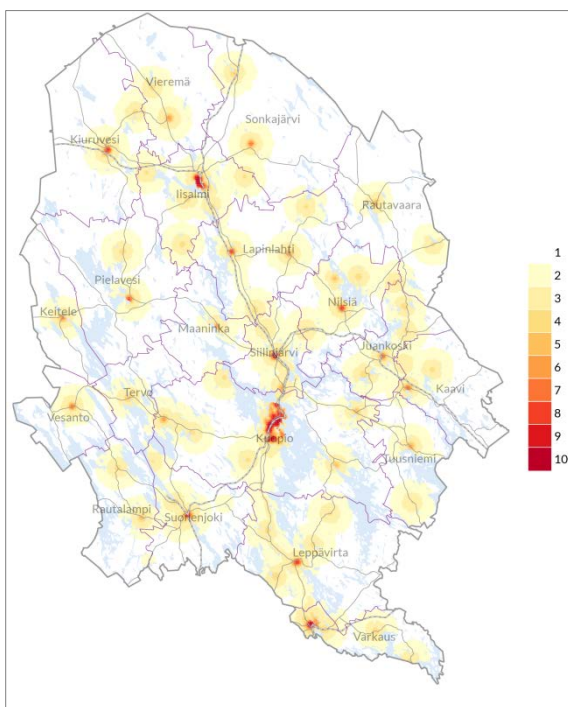 Vieremä
Sonkajärvi
Kiuruvesi
Iisalmi
Rautavaara
Lapinlahti
Pielavesi
Nilsiä
Keitele
Maaninka
Siilinjärvi
Juankoski
Kaavi
Tervo
Vesanto
Kuopio
Tuusniemi
Rautalampi
Suonenjoki
Leppävirta
Varkaus
1
2
3
4
5
6
7
8
9
10